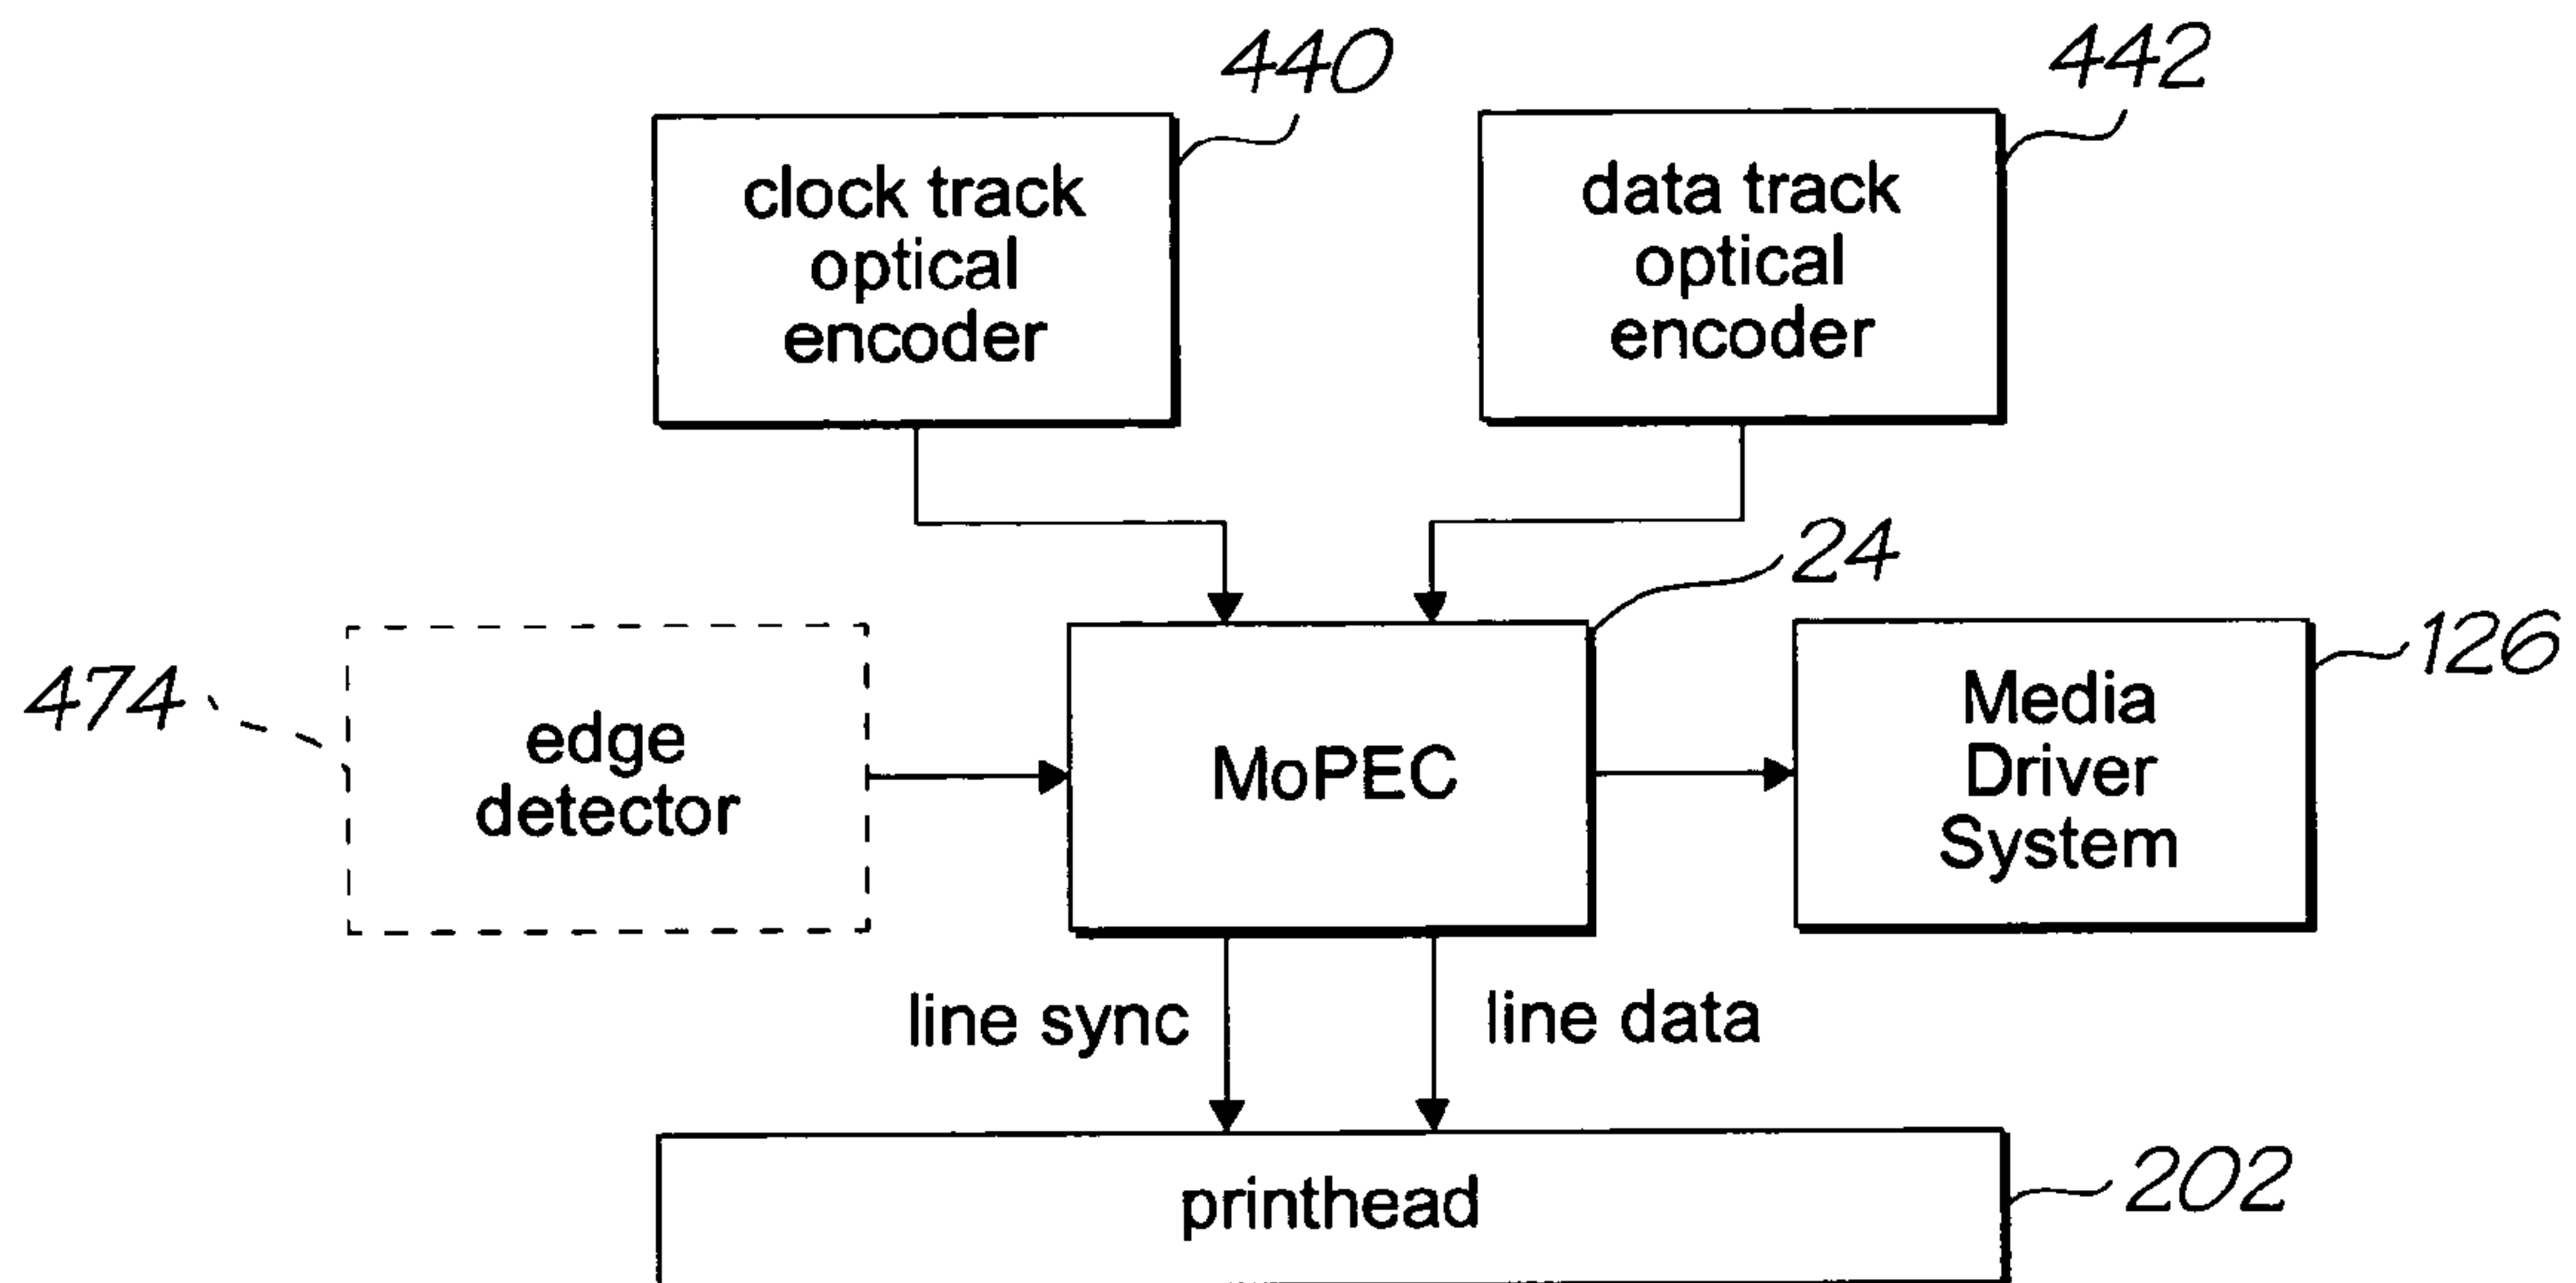 440
442
clock track
optical
encoder
data track
optical
encoder
24
126
474
edge
detector
MoPEC
Media
Driver
System
line sync
line data
printhead
202